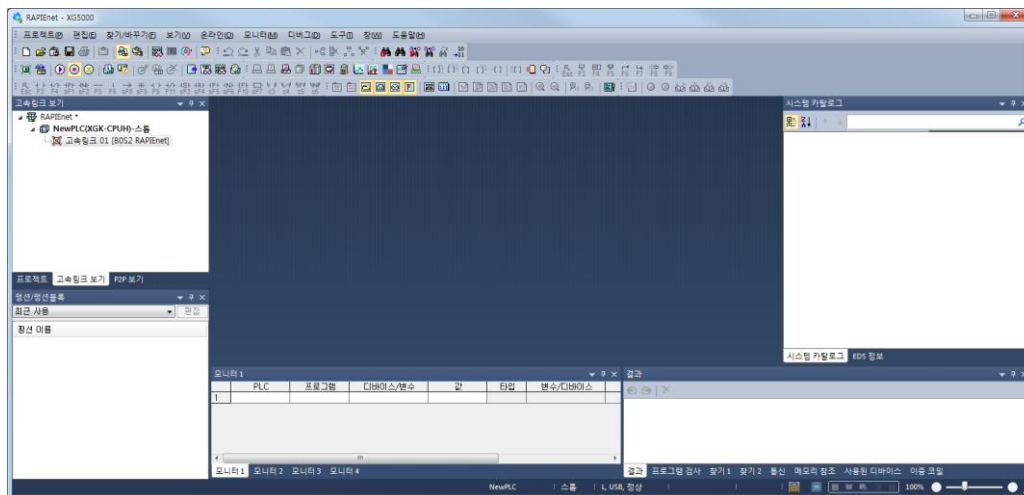 RAPIEnet - XG5000
프로젝트(P) 편집(E) 찾기/바꾸기(F) 보기(V) 온라인(O) 모니터(M) 디버그(D) 도구(T) 창(W) 도움말(H)
고속링크 보기
RAPIEnet *
NewPLC(XGK-CPUH)-스톱
고속링크 01 [B0S2 RAPIEnet]
프로젝트 고속링크 보기 P2P 보기
펑션/펑션블록
최근 사용 편집
펑션 이름
시스템 카탈로그
시스템 카탈로그 EDS 정보
모니터 1
PLC 프로그램 디바이스/변수 값 타입 변수/디바이스
1
모니터 1 모니터 2 모니터 3 모니터 4
결과
결과 프로그램 검사 찾기 1 찾기 2 통신 메모리 참조 사용된 디바이스 이중 코일
NewPLC 스톱 L, USB, 정상 100%